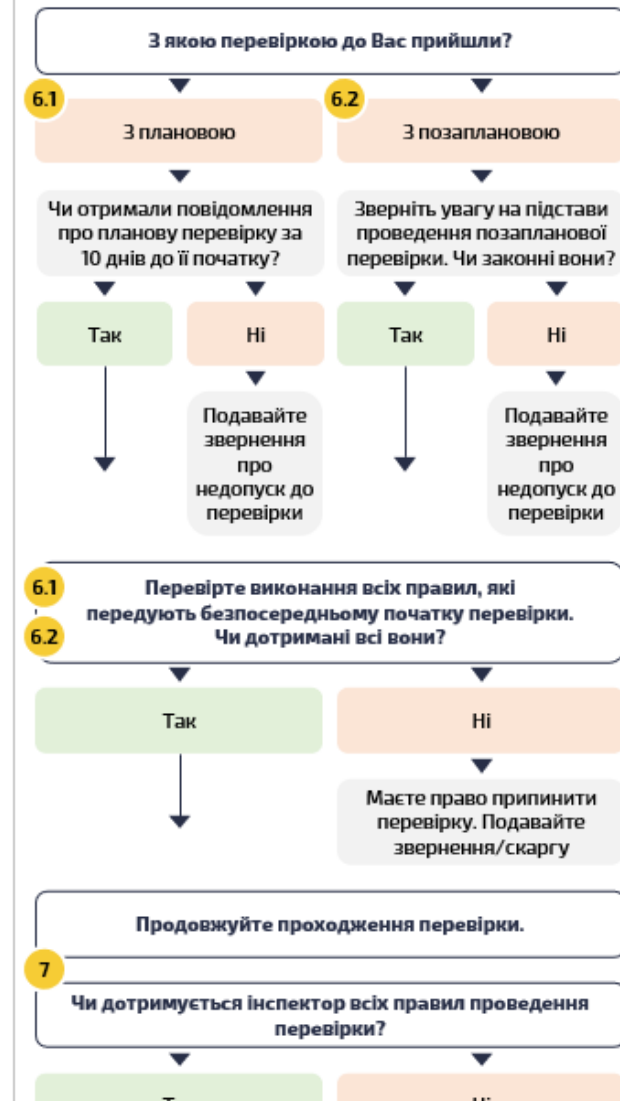 З якою перевіркою до Вас прийшли?
6.1
З плановою
6.2
З позаплановою
Чи отримали повідомлення
про планову перевірку за
10 днів до її початку?
Зверніть увагу на підстави
проведення позапланової
перевірки. Чи законні вони?
Так
Ні
Так
Ні
Подавайте
звернення
про
недопуск до
перевірки
Подавайте
звернення
про
недопуск до
перевірки
6.1
6.2
Перевірте виконання всіх правил, які
передують безпосередньому початку перевірки.
Чи дотримані всі вони?
Так
Ні
Маєте право припинити
перевірку. Подавайте
звернення/скаргу
Продовжуйте проходження перевірки.
7
Чи дотримується інспектор всіх правил проведення
перевірки?